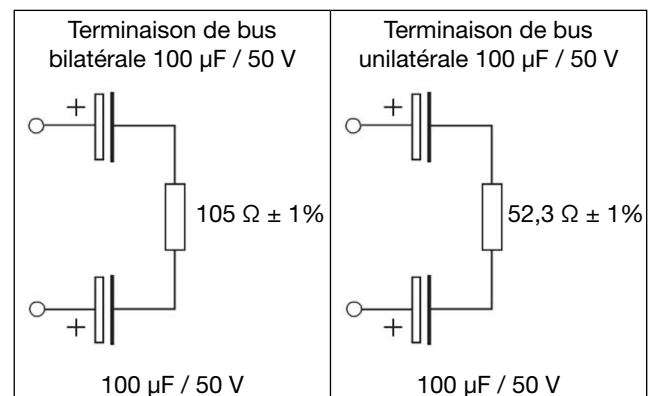 Terminaison de bus
bilatérale 100 µF / 50 V
+
105 Ω ± 1%
+
100 µF / 50 V
Terminaison de bus
unilatérale 100 µF / 50 V
+
52,3 Ω ± 1%
+
100 µF / 50 V